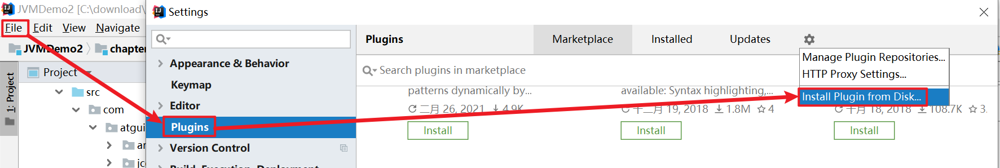 JVMDemo2 [C:\download\
Settings
File Edit View Navigate
Plugins Marketplace Installed Updates
JVMDemo2 chapter
Manage Plugin Repositories...
Appearance & Behavior
Search plugins in marketplace
HTTP Proxy Settings...
1: Project
Project
Keymap
src
patterns dynamically by...
available: Syntax highlighting,...
Install Plugin from Disk...
Editor
com
二月 26, 2021 4.9K
十二月 19, 2018 1.8M 4
十月 18, 2018 108.7K 3.
Plugins
atgui
Install
Install
Install
Version Control
ar
Build, Execution, Deployment